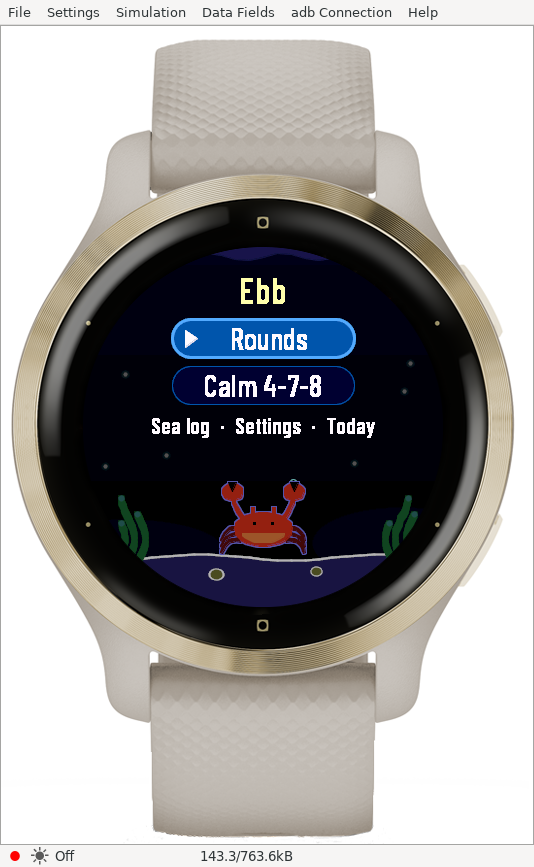 File Settings Simulation Data Fields adb Connection Help
Ebb
Rounds
Calm 4-7-8
Sea log · Settings · Today
Off 143.3/763.6kB